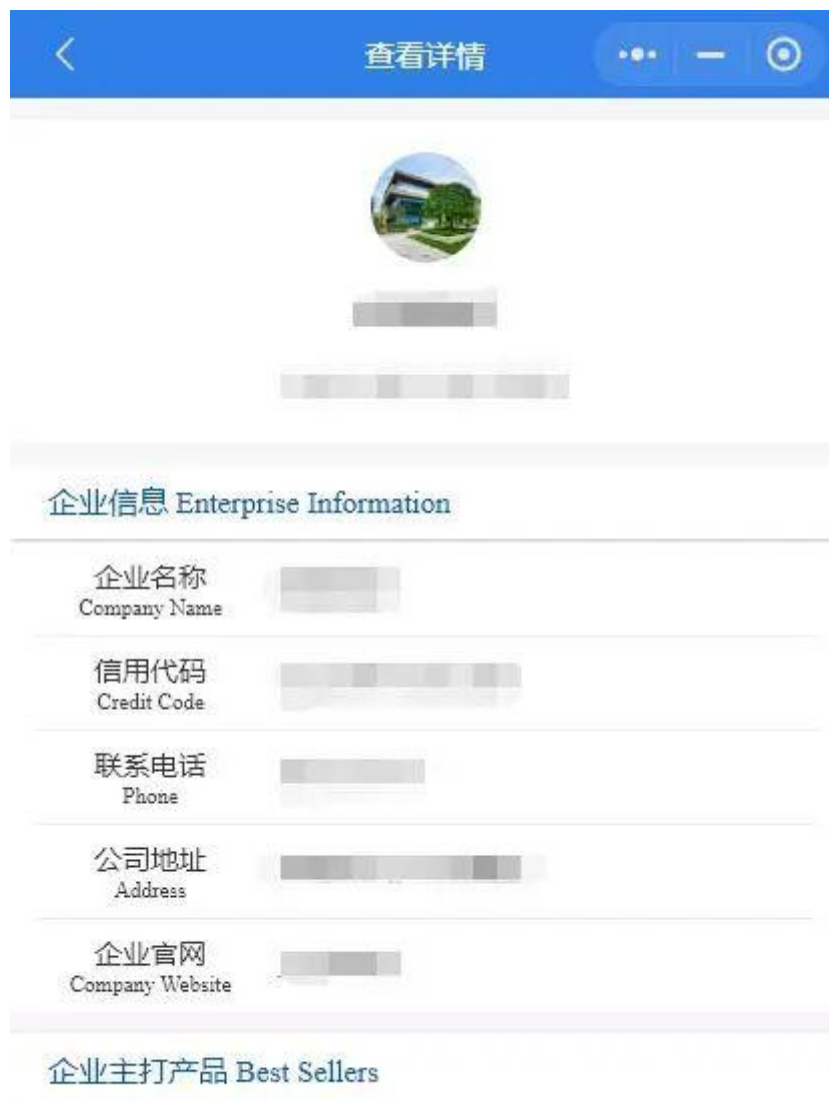 查看详情
企业信息 Enterprise Information
企业名称
Company Name
信用代码
Credit Code
联系电话
Phone
公司地址
Address
企业官网
Company Website
企业主打产品 Best Sellers